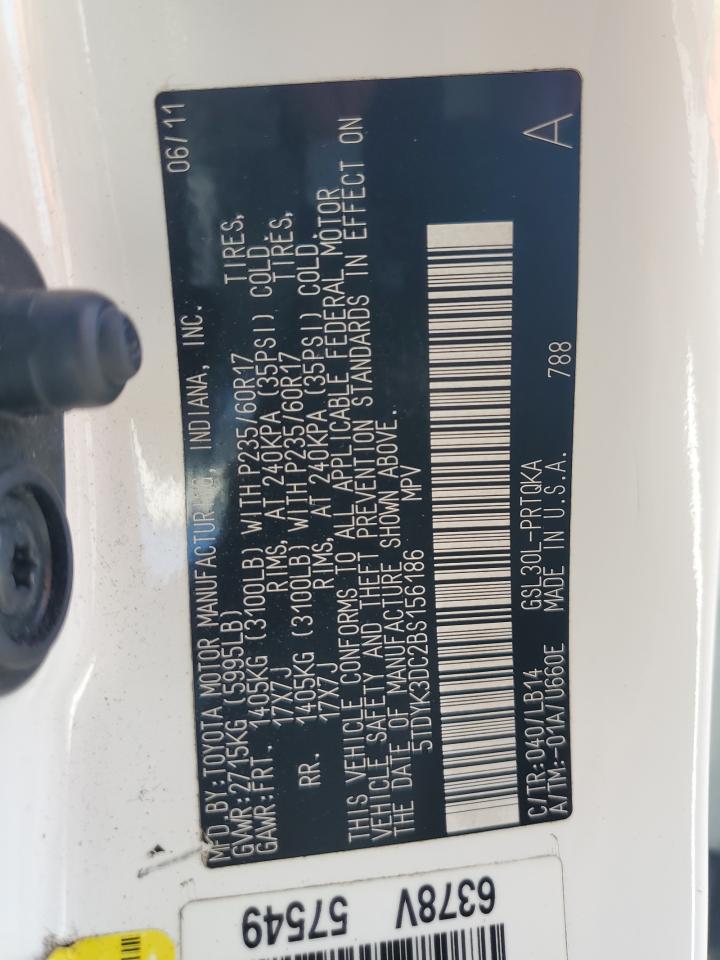 MFD.BY:TOYOTA MOTOR MANUFACTURING, INDIANA, INC. 06/11
GVWR:2715KG (5995LB)
GAWR:FRT. 1405KG (3100LB) WITH P235/60R17 TIRES,
17X7J RIMS, AT 240KPA (35PSI) COLD
RR. 1405KG (3100LB) WITH P235/60R17 TIRES,
17X7J RIMS, AT 240KPA (35PSI) COLD.
THIS VEHICLE CONFORMS TO ALL APPLICABLE FEDERAL MOTOR
VEHICLE SAFETY AND THEFT PREVENTION STANDARDS IN EFFECT ON
THE DATE OF MANUFACTURE SHOWN ABOVE.
5TDYK3DC2BS156186 MPV
C/TR:040/LB14 GSL30L-PRTQKA
A/TM:-01A/U660E MADE IN U.S.A. 788 A
6378V
57549